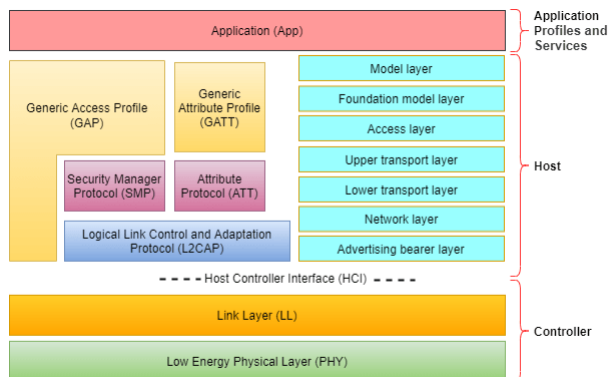 Application (App)
Application
Profiles and
Services
Generic Access Profile
(GAP)
Generic
Attribute Profile
(GATT)
Security Manager
Protocol (SMP)
Attribute
Protocol (ATT)
Logical Link Control and Adaptation
Protocol (L2CAP)
Model layer
Foundation model layer
Access layer
Upper transport layer
Lower transport layer
Network layer
Advertising bearer layer
Host
Host Controller Interface (HCI)
Link Layer (LL)
Low Energy Physical Layer (PHY)
Controller